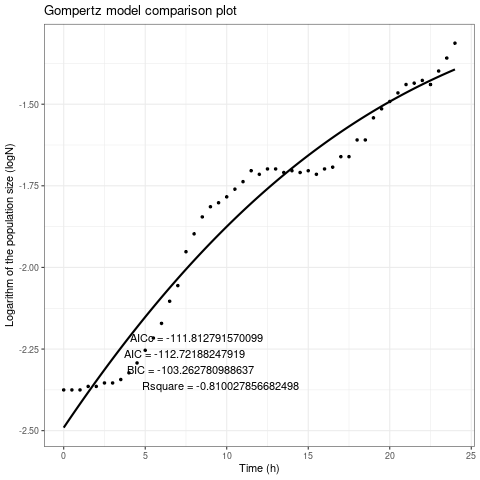 Gompertz model comparison plot
Logarithm of the population size (logN)
-1.50
-1.75
-2.00
-2.25
-2.50
AICc = -111.812791570099
AIC = -112.72188247919
BIC = -103.262780988637
Rsquare = -0.810027856682498
0 5 10 15 20 25
Time (h)